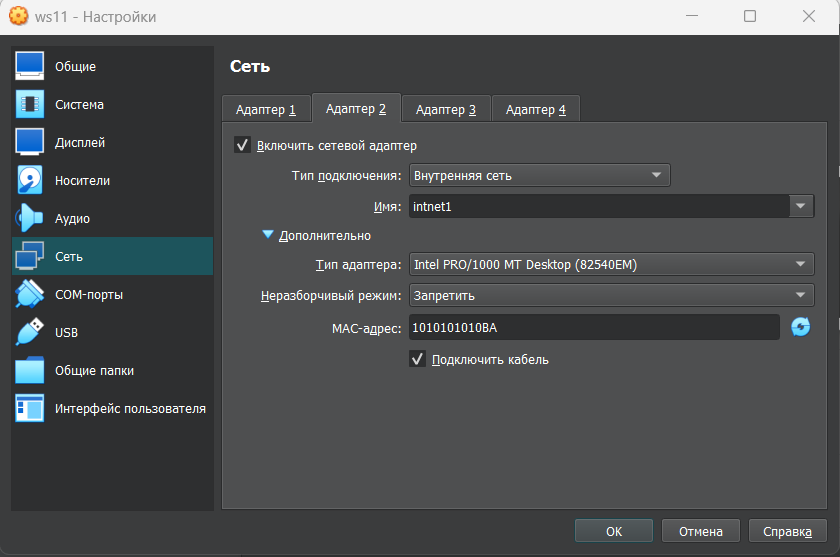 ws11 - Настройки
Общие
Система
Дисплей
Носители
Аудио
Сеть
COM-порты
USB
Общие папки
Интерфейс пользователя
Сеть
Адаптер 1 Адаптер 2 Адаптер 3 Адаптер 4
Включить сетевой адаптер
Тип подключения: Внутренняя сеть
Имя: intnet1
Дополнительно
Тип адаптера: Intel PRO/1000 MT Desktop (82540EM)
Неразборчивый режим: Запретить
MAC-адрес: 1010101010BA
Подключить кабель
OK Отмена Справка